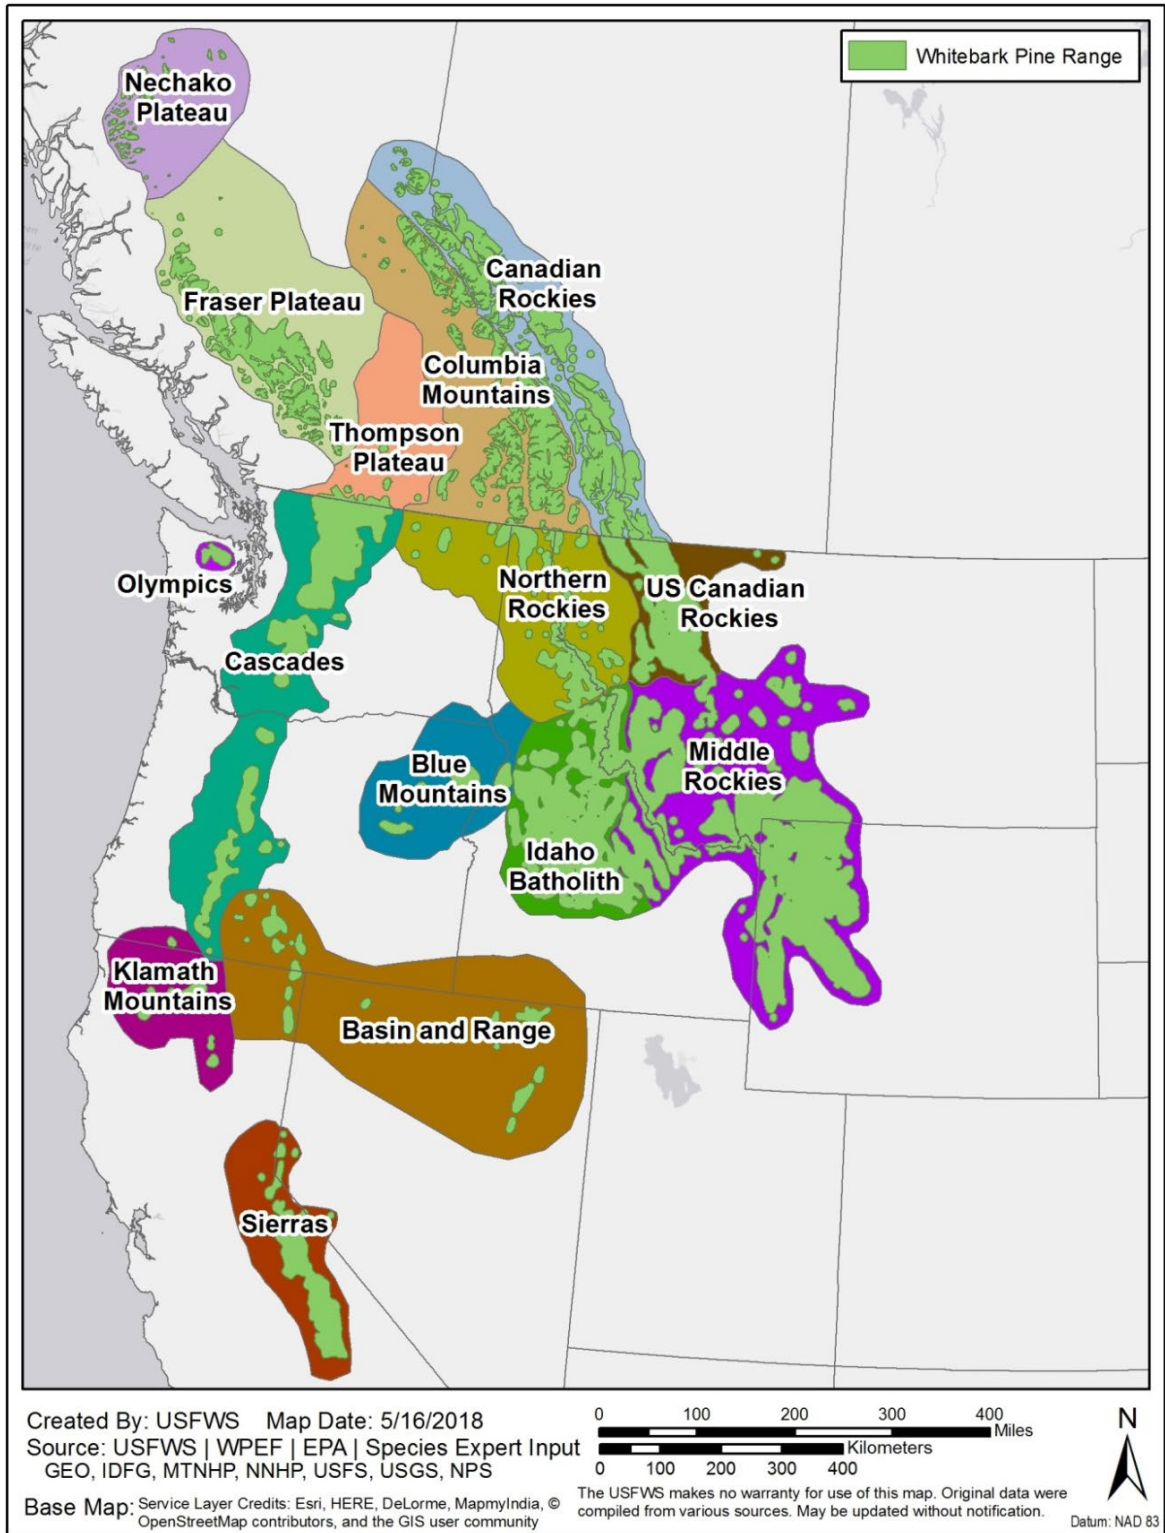 Whitebark Pine Range
Nechako
Plateau
Canadian
Rockies
Fraser Plateau
Columbia
Mountains
Thompson
Plateau
Olympics
Northern
Rockies
US Canadian
Rockies
Cascades
Blue
Mountains
Middle
Rockies
Idaho
Batholith
Klamath
Mountains
Basin and Range
Sierras
Created By: USFWS Map Date: 5/16/2018
Source: USFWS | WPEF | EPA | Species Expert Input
GEO, IDFG, MTNHP, NNHP, USFS, USGS, NPS
Base Map: Service Layer Credits: Esri, HERE, DeLorme, MapmyIndia, ©
OpenStreetMap contributors, and the GIS user community
0 100 200 300 400
Miles
Kilometers
0 100 200 300 400
The USFWS makes no warranty for use of this map. Original data were
compiled from various sources. May be updated without notification.
N
Datum: NAD 83